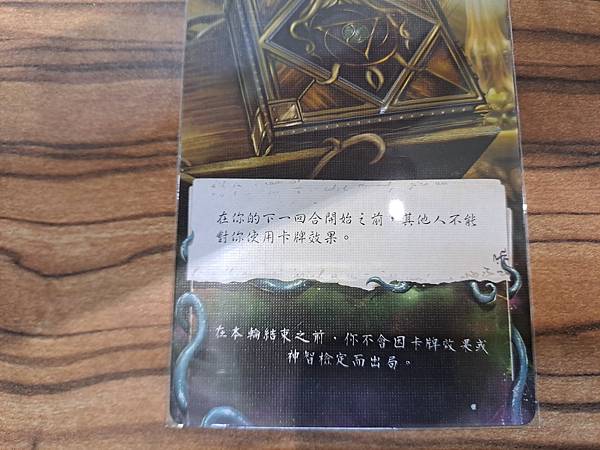 在你的下一回合開始之前，其他人不能
對你使用卡牌效果。
在本輪結束之前，你不會因卡牌效果或
神智檢定而出局。